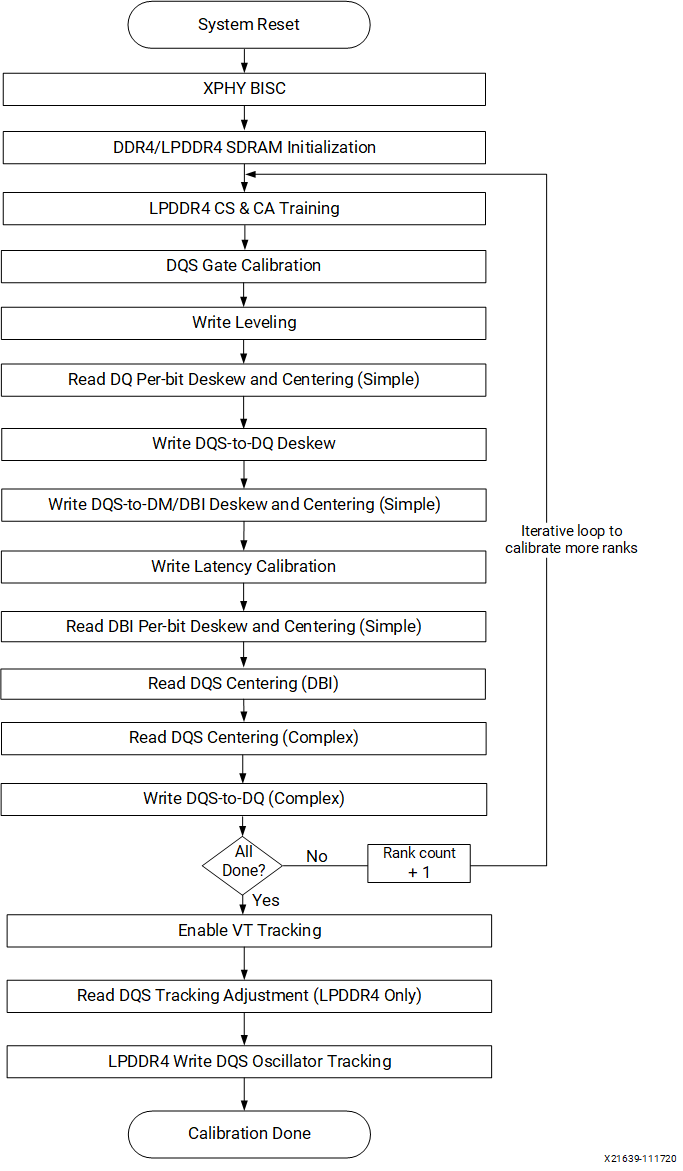 System Reset
XPHY BISC
DDR4/LPDDR4 SDRAM Initialization
LPDDR4 CS & CA Training
DQS Gate Calibration
Write Leveling
Read DQ Per-bit Deskew and Centering (Simple)
Write DQS-to-DQ Deskew
Write DQS-to-DM/DBI Deskew and Centering (Simple)
Iterative loop to
calibrate more ranks
Write Latency Calibration
Read DBI Per-bit Deskew and Centering (Simple)
Read DQS Centering (DBI)
Read DQS Centering (Complex)
Write DQS-to-DQ (Complex)
All
Done?
No
Rank count
+ 1
Yes
Enable VT Tracking
Read DQS Tracking Adjustment (LPDDR4 Only)
LPDDR4 Write DQS Oscillator Tracking
Calibration Done
X21639-111720